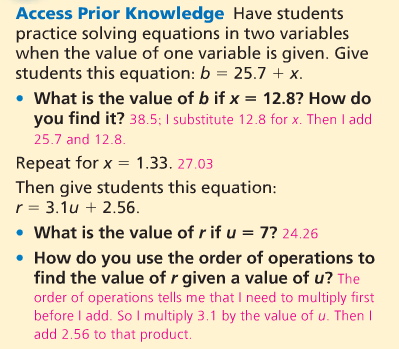 Access Prior Knowledge Have students
practice solving equations in two variables
when the value of one variable is given. Give
students this equation: b = 25.7 + x.
• What is the value of b if x = 12.8? How do
you find it? 38.5; I substitute 12.8 for x. Then I add
25.7 and 12.8.
Repeat for x = 1.33. 27.03
Then give students this equation:
r = 3.1u + 2.56.
• What is the value of r if u = 7? 24.26
• How do you use the order of operations to
find the value of r given a value of u? The
order of operations tells me that I need to multiply first
before I add. So I multiply 3.1 by the value of u. Then I
add 2.56 to that product.